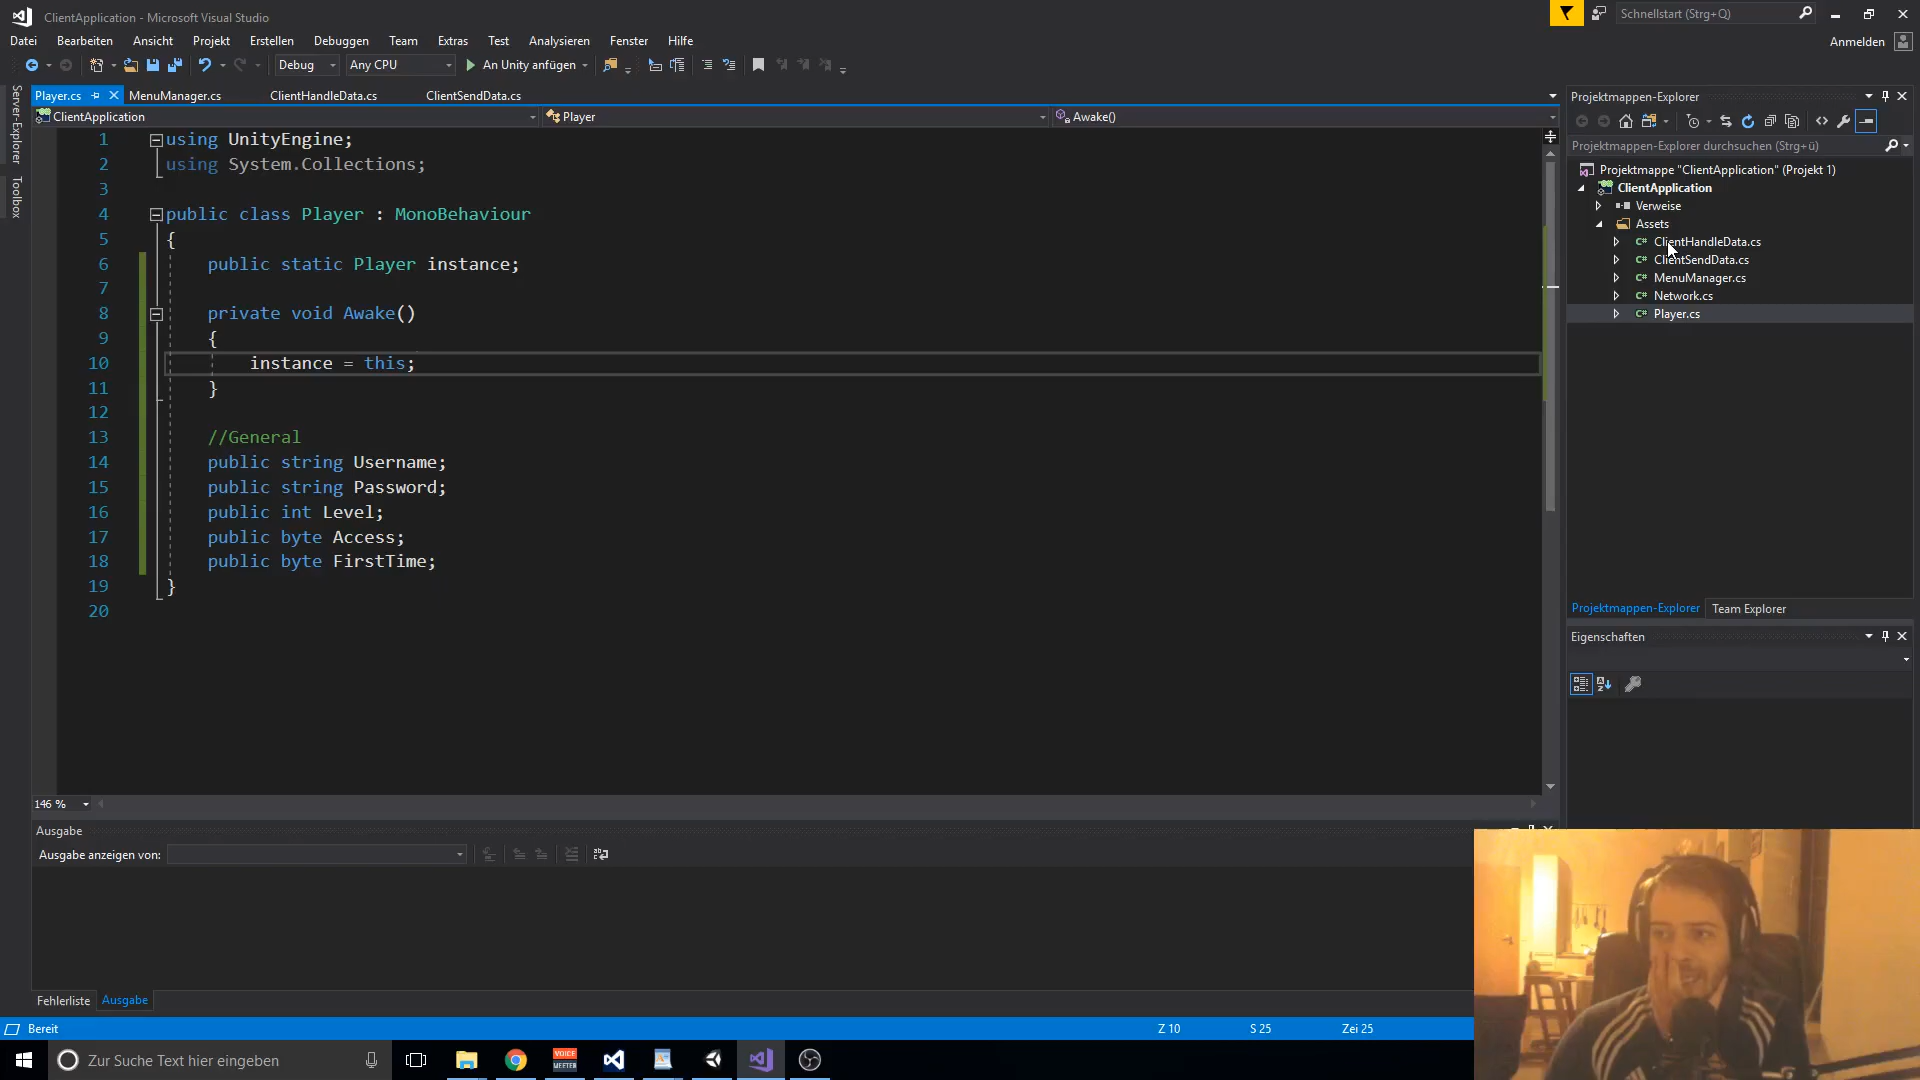 ClientApplication - Microsoft Visual Studio
Schnellstart (Strg+Q)
Datei Bearbeiten Ansicht Projekt Erstellen Debuggen Team Extras Test Analysieren Fenster Hilfe
Anmelden
Debug Any CPU An Unity anfügen
Server-Explorer
Toolbox
Player.cs MenuManager.cs ClientHandleData.cs ClientSendData.cs
ClientApplication Player Awake()
1 using UnityEngine;
2 using System.Collections;
3
4 public class Player : MonoBehaviour
5 {
6 public static Player instance;
7
8 private void Awake()
9 {
10 instance = this;
11 }
12
13 //General
14 public string Username;
15 public string Password;
16 public int Level;
17 public byte Access;
18 public byte FirstTime;
19 }
20
146 %
Projektmappen-Explorer
Projektmappen-Explorer durchsuchen (Strg+ü)
Projektmappe "ClientApplication" (Projekt 1)
ClientApplication
Verweise
Assets
C# ClientHandleData.cs
C# ClientSendData.cs
C# MenuManager.cs
C# Network.cs
C# Player.cs
Projektmappen-Explorer Team Explorer
Eigenschaften
Ausgabe
Ausgabe anzeigen von:
Fehlerliste Ausgabe
Bereit Z 10 S 25 Zei 25
Zur Suche Text hier eingeben
VOICE
MEETER